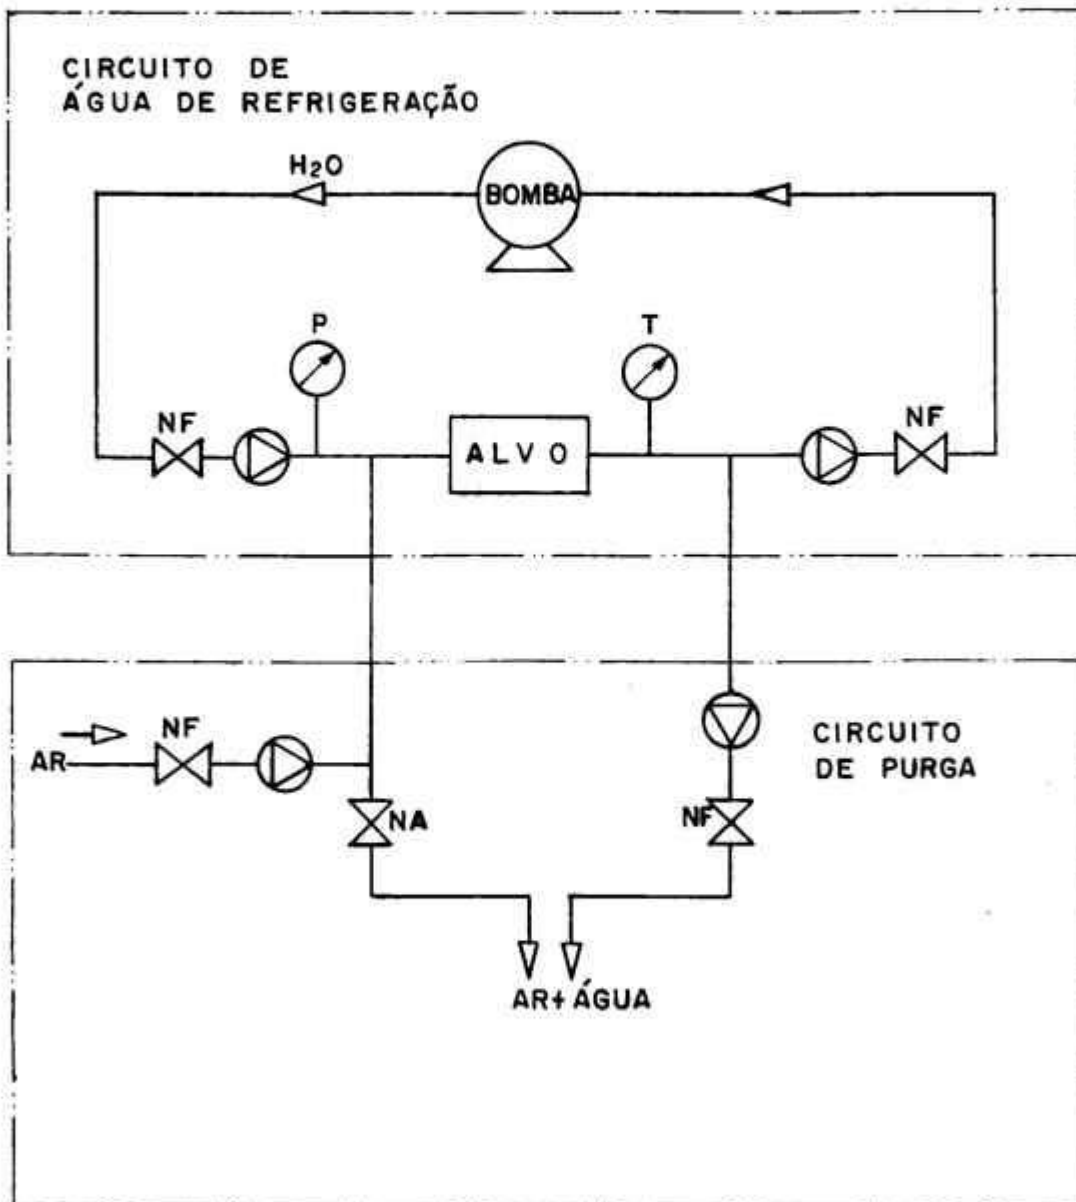 CIRCUITO DE
ÁGUA DE REFRIGERAÇÃO
H2O
BOMBA
P
T
NF
NF
ALVO
NF
AR
CIRCUITO
DE PURGA
NA
NF
AR+ÁGUA